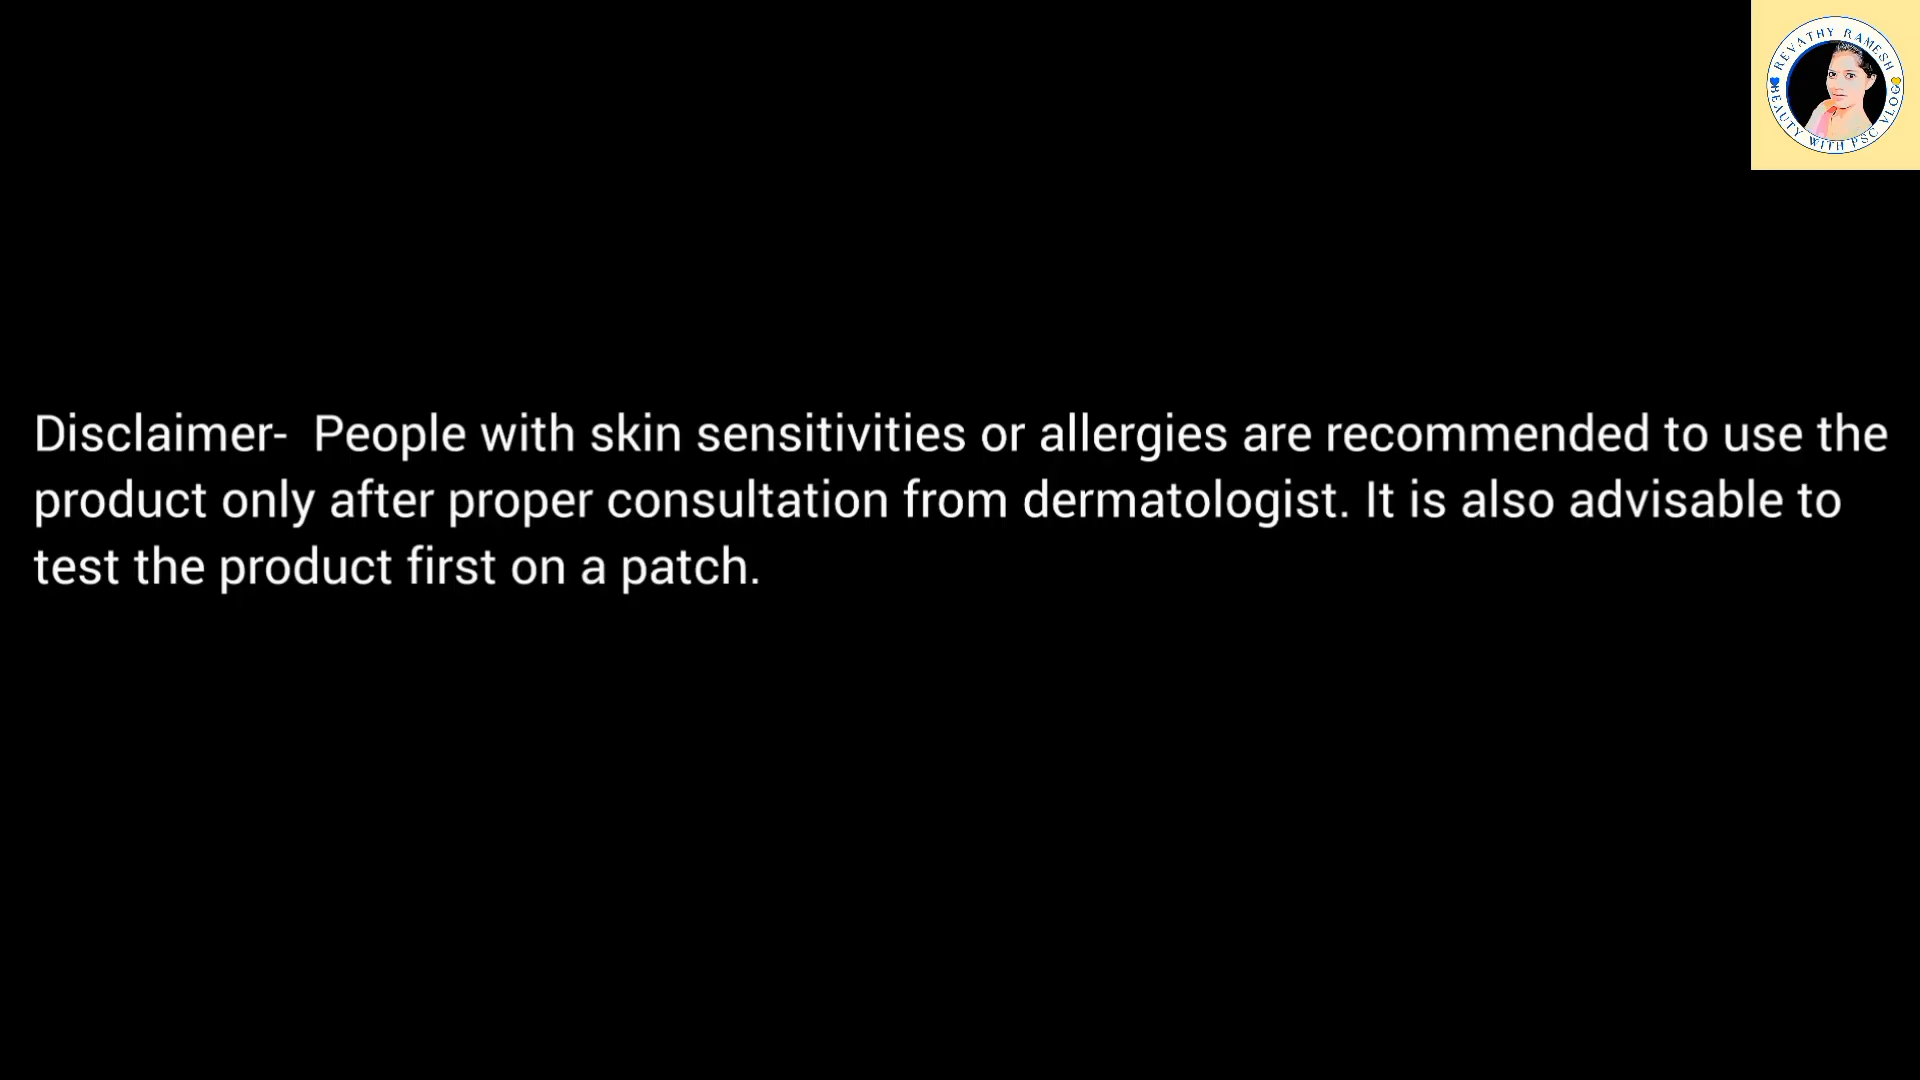 REVATHY RAMESH
BEAUTY WITH PSC VLOG
Disclaimer-  People with skin sensitivities or allergies are recommended to use the
product only after proper consultation from dermatologist. It is also advisable to
test the product first on a patch.